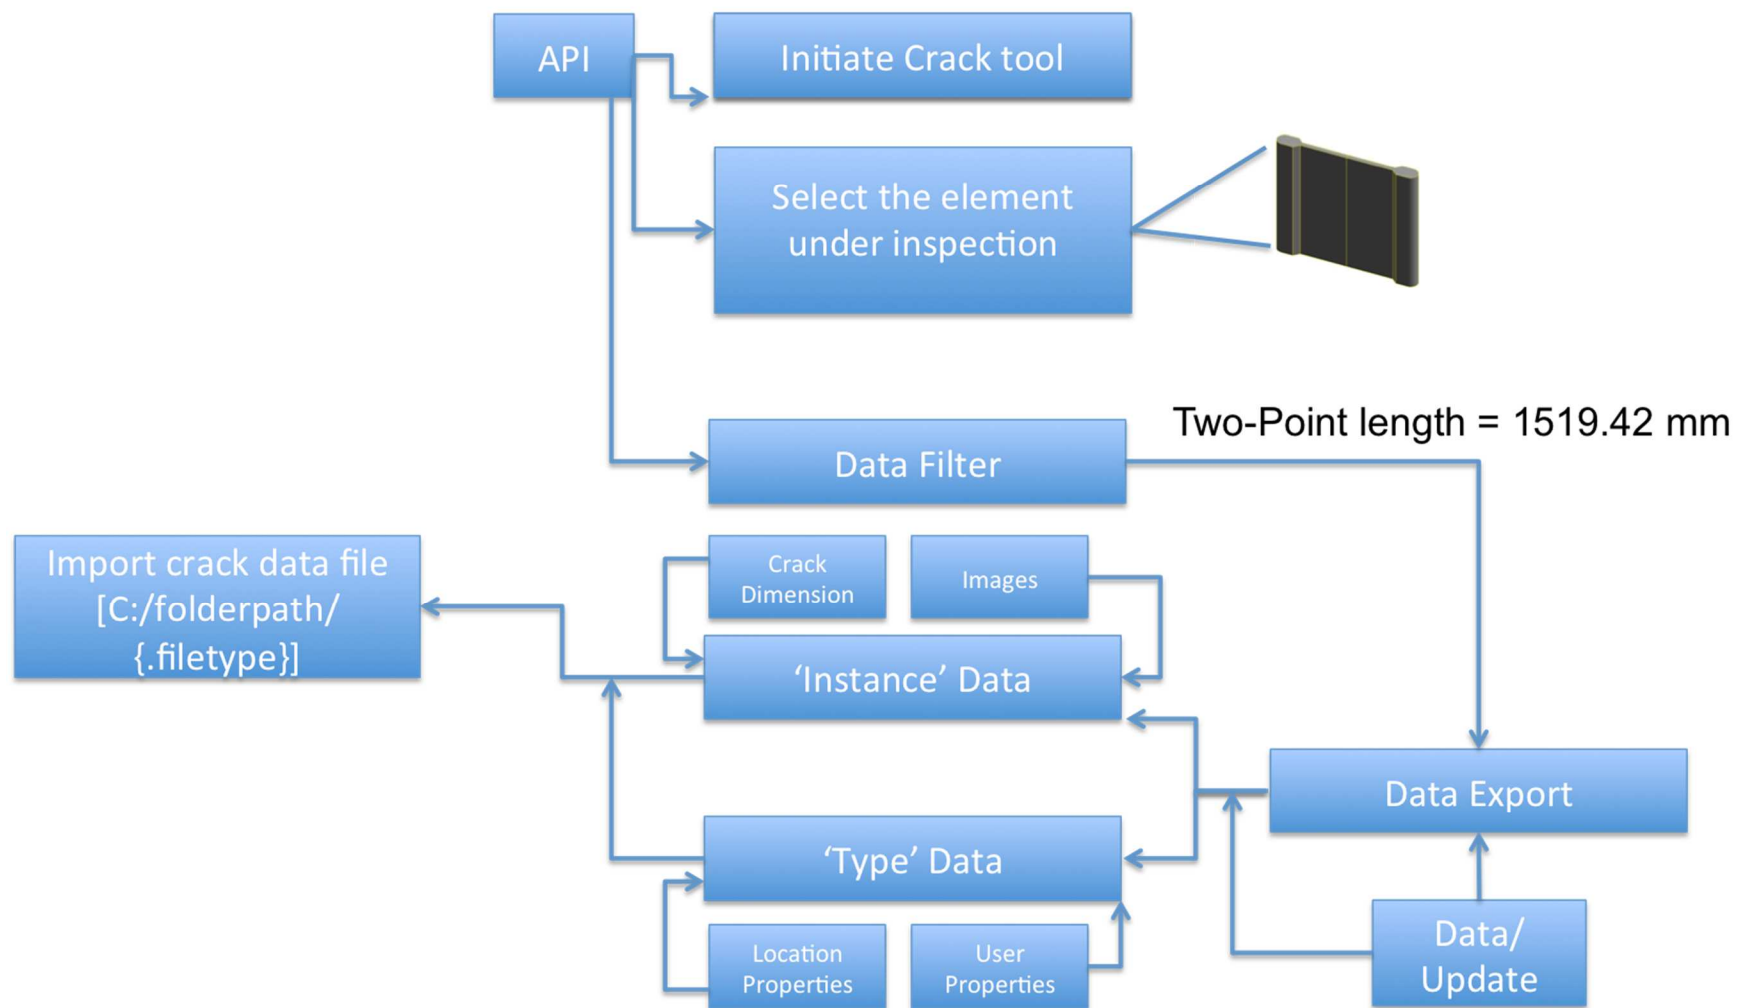 API
Initiate Crack tool
Select the element
under inspection
Two-Point length = 1519.42 mm
Data Filter
Import crack data file
[C:/folderpath/
{.filetype}]
Crack
Dimension
Images
‘Instance’ Data
Data Export
‘Type’ Data
Location
Properties
User
Properties
Data/
Update